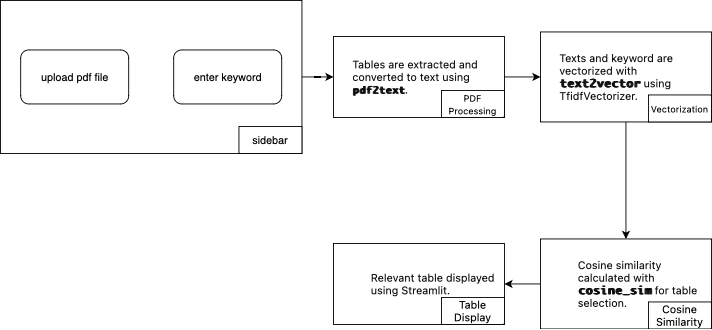 upload pdf file
enter keyword
sidebar
Tables are extracted and
converted to text using
pdf2text.
PDF
Processing
Texts and keyword are
vectorized with
text2vector using
TfidfVectorizer.
Vectorization
Relevant table displayed
using Streamlit.
Table
Display
Cosine similarity
calculated with
cosine_sim for table
selection.
Cosine
Similarity